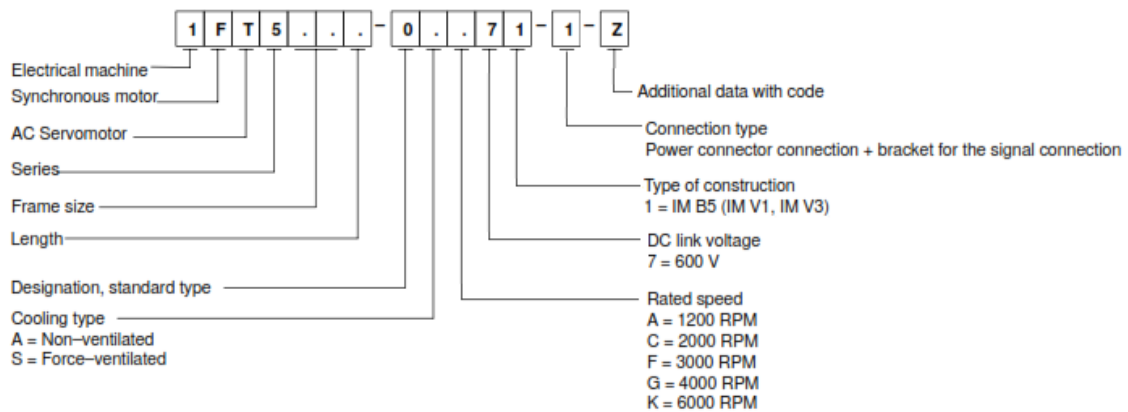 1 F T 5 . . . - 0 . . 7 1 - 1 - Z
Electrical machine
Synchronous motor
AC Servomotor
Series
Frame size
Length
Designation, standard type
Cooling type
A = Non–ventilated
S = Force–ventilated
Additional data with code
Connection type
Power connector connection + bracket for the signal connection
Type of construction
1 = IM B5 (IM V1, IM V3)
DC link voltage
7 = 600 V
Rated speed
A = 1200 RPM
C = 2000 RPM
F = 3000 RPM
G = 4000 RPM
K = 6000 RPM